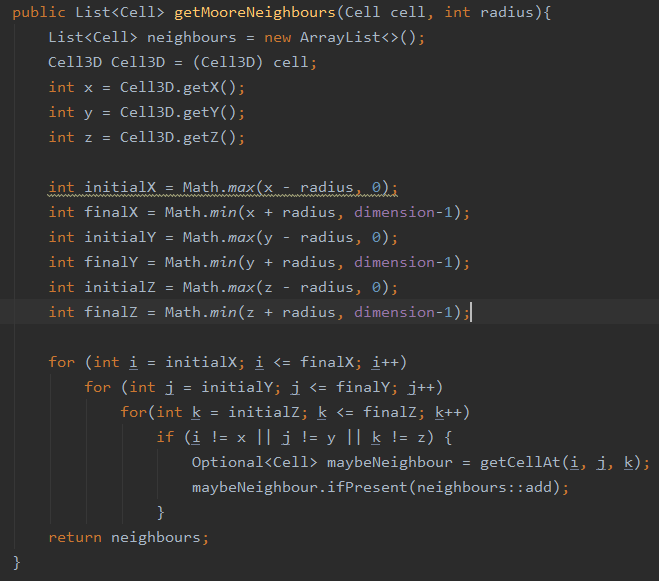 public List<Cell> getMooreNeighbours(Cell cell, int radius){
    List<Cell> neighbours = new ArrayList<>();
    Cell3D Cell3D = (Cell3D) cell;
    int x = Cell3D.getX();
    int y = Cell3D.getY();
    int z = Cell3D.getZ();

    int initialX = Math.max(x - radius, 0);
    int finalX = Math.min(x + radius, dimension-1);
    int initialY = Math.max(y - radius, 0);
    int finalY = Math.min(y + radius, dimension-1);
    int initialZ = Math.max(z - radius, 0);
    int finalZ = Math.min(z + radius, dimension-1);

    for (int i = initialX; i <= finalX; i++)
        for (int j = initialY; j <= finalY; j++)
            for(int k = initialZ; k <= finalZ; k++)
                if (i != x || j != y || k != z) {
                    Optional<Cell> maybeNeighbour = getCellAt(i, j, k);
                    maybeNeighbour.ifPresent(neighbours::add);
                }
    return neighbours;
}